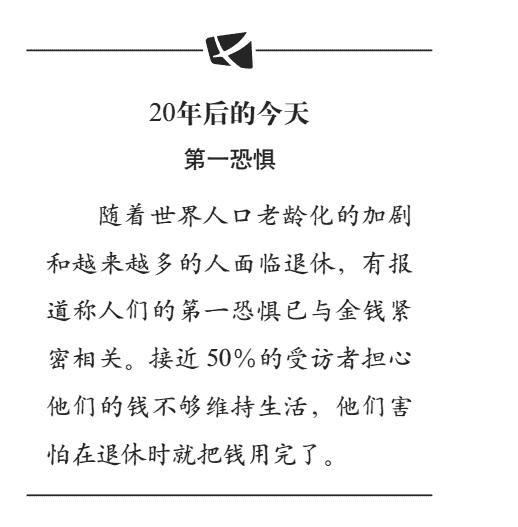 20年后的今天
第一恐惧
随着世界人口老龄化的加剧
和越来越多的人面临退休，有报
道称人们的第一恐惧已与金钱紧
密相关。接近 50%的受访者担心
他们的钱不够维持生活，他们害
怕在退休时就把钱用完了。